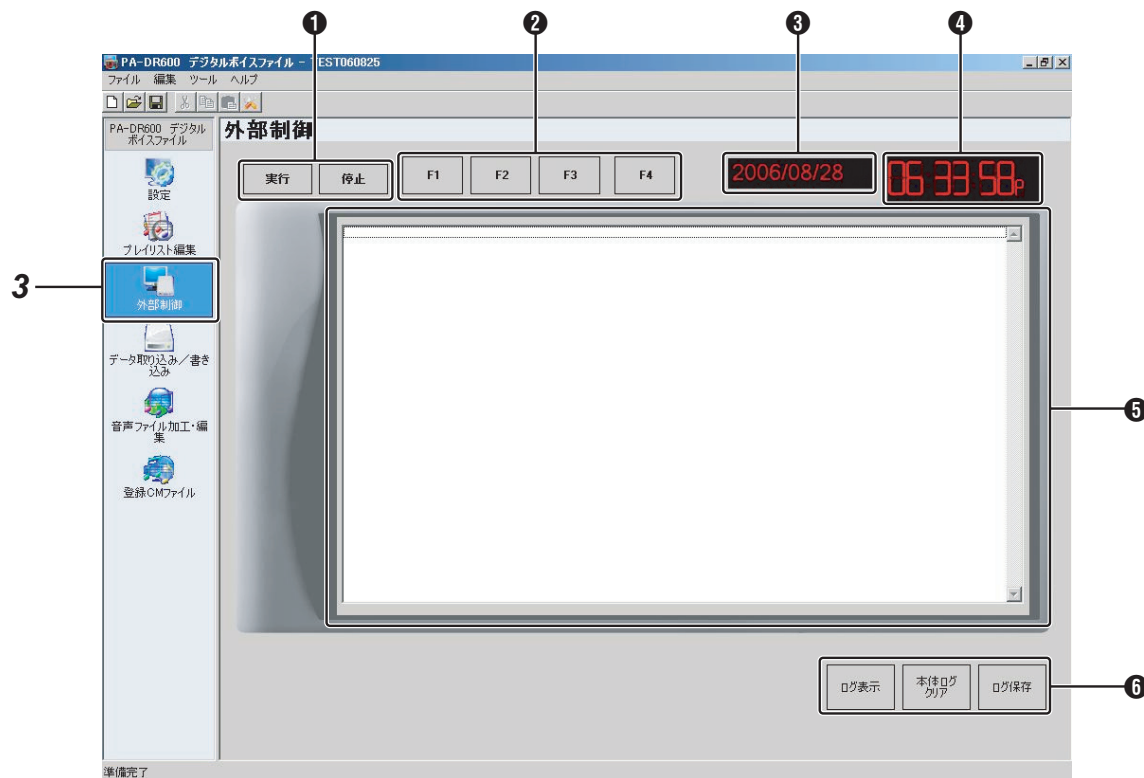 ❶ ❷ ❸ ❹
PA-DR600 デジタルボイスファイル - TEST060825
ファイル 編集 ツール ヘルプ
PA-DR600 デジタル
ボイスファイル
外部制御
実行 停止 F1 F2 F3 F4 2006/08/28 06 33 58P
設定
プレイリスト編集
3
外部制御
データ取り込み/書き
込み
❺
音声ファイル加工・編
集
登録CMファイル
ログ表示 本体ログ
クリア ログ保存 ❻
準備完了